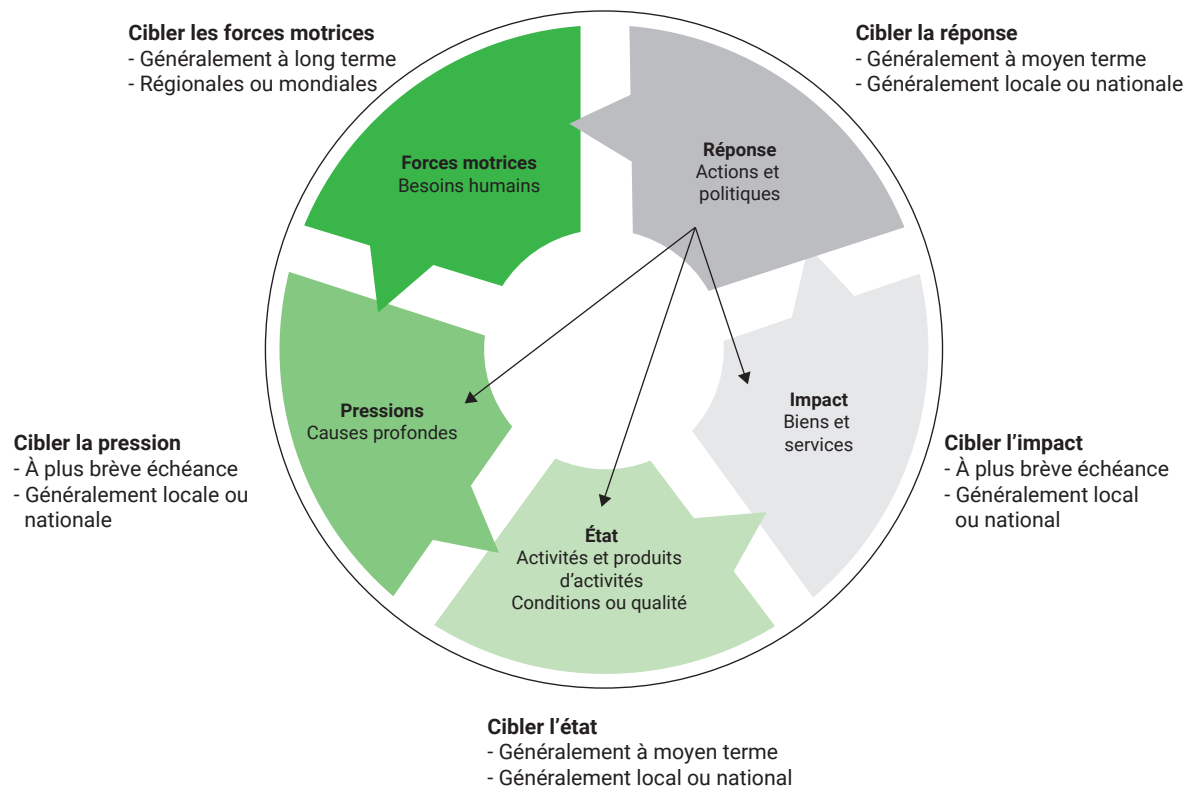 Cibler les forces motrices
- Généralement à long terme
- Régionales ou mondiales
Cibler la réponse
- Généralement à moyen terme
- Généralement locale ou nationale
Forces motrices
Besoins humains
Réponse
Actions et
politiques
Pressions
Causes profondes
Impact
Biens et
services
Cibler la pression
- À plus brève échéance
- Généralement locale ou
nationale
Cibler l’impact
- À plus brève échéance
- Généralement local
ou national
État
Activités et produits
d’activités
Conditions ou qualité
Cibler l’état
- Généralement à moyen terme
- Généralement local ou national